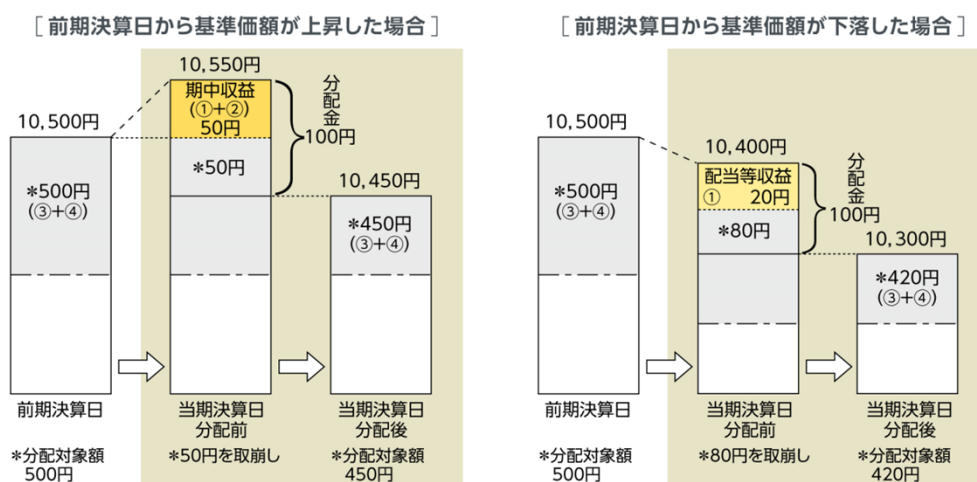 ［前期決算日から基準価額が上昇した場合］
10,500円
*500円
(③+④)
10,550円
期中収益
(①+②)
50円
*50円
分配金
100円
10,450円
*450円
(③+④)
前期決算日
当期決算日
分配前
当期決算日
分配後
*分配対象額
500円
*50円を取崩し
*分配対象額
450円
［前期決算日から基準価額が下落した場合］
10,500円
*500円
(③+④)
10,400円
配当等収益
① 20円
*80円
分配金
100円
10,300円
*420円
(③+④)
前期決算日
当期決算日
分配前
当期決算日
分配後
*分配対象額
500円
*80円を取崩し
*分配対象額
420円